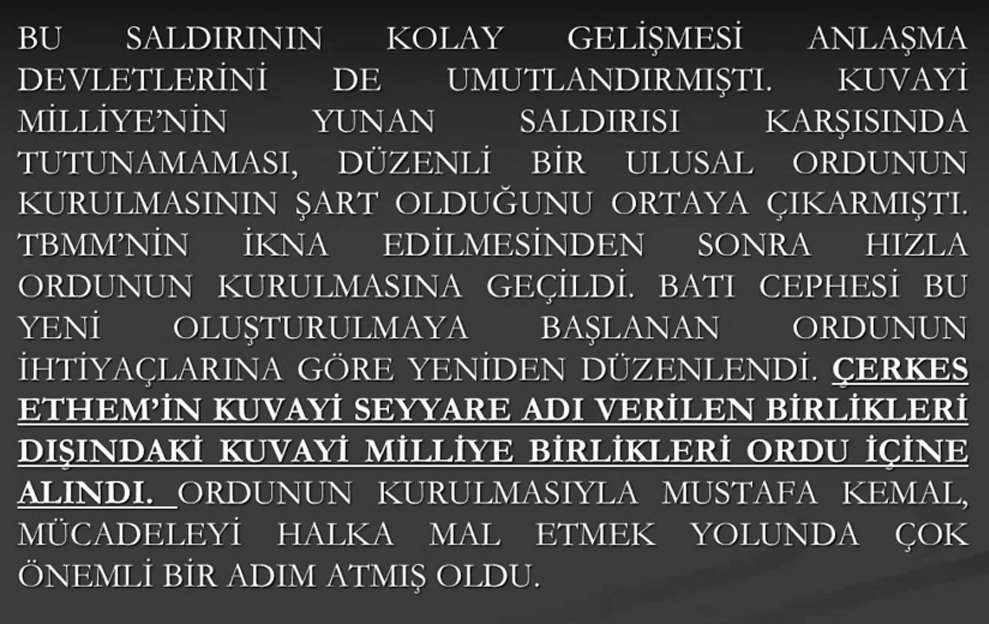 BU SALDIRININ KOLAY GELİŞMESİ ANLAŞMA
DEVLETLERİNİ DE UMUTLANDIRMIŞTI. KUVAYİ
MİLLİYE’NİN YUNAN SALDIRISI KARŞISINDA
TUTUNAMAMASI, DÜZENLİ BİR ULUSAL ORDUNUN
KURULMASININ ŞART OLDUĞUNU ORTAYA ÇIKARMIŞTI.
TBMM’NİN İKNA EDİLMESİNDEN SONRA HIZLA
ORDUNUN KURULMASINA GEÇİLDİ. BATI CEPHESİ BU
YENİ OLUŞTURULMAYA BAŞLANAN ORDUNUN
İHTİYAÇLARINA GÖRE YENİDEN DÜZENLENDİ. ÇERKES
ETHEM’İN KUVAYİ SEYYARE ADI VERİLEN BİRLİKLERİ
DIŞINDAKİ KUVAYİ MİLLİYE BİRLİKLERİ ORDU İÇİNE
ALINDI. ORDUNUN KURULMASIYLA MUSTAFA KEMAL,
MÜCADELEYİ HALKA MAL ETMEK YOLUNDA ÇOK
ÖNEMLİ BİR ADIM ATMIŞ OLDU.